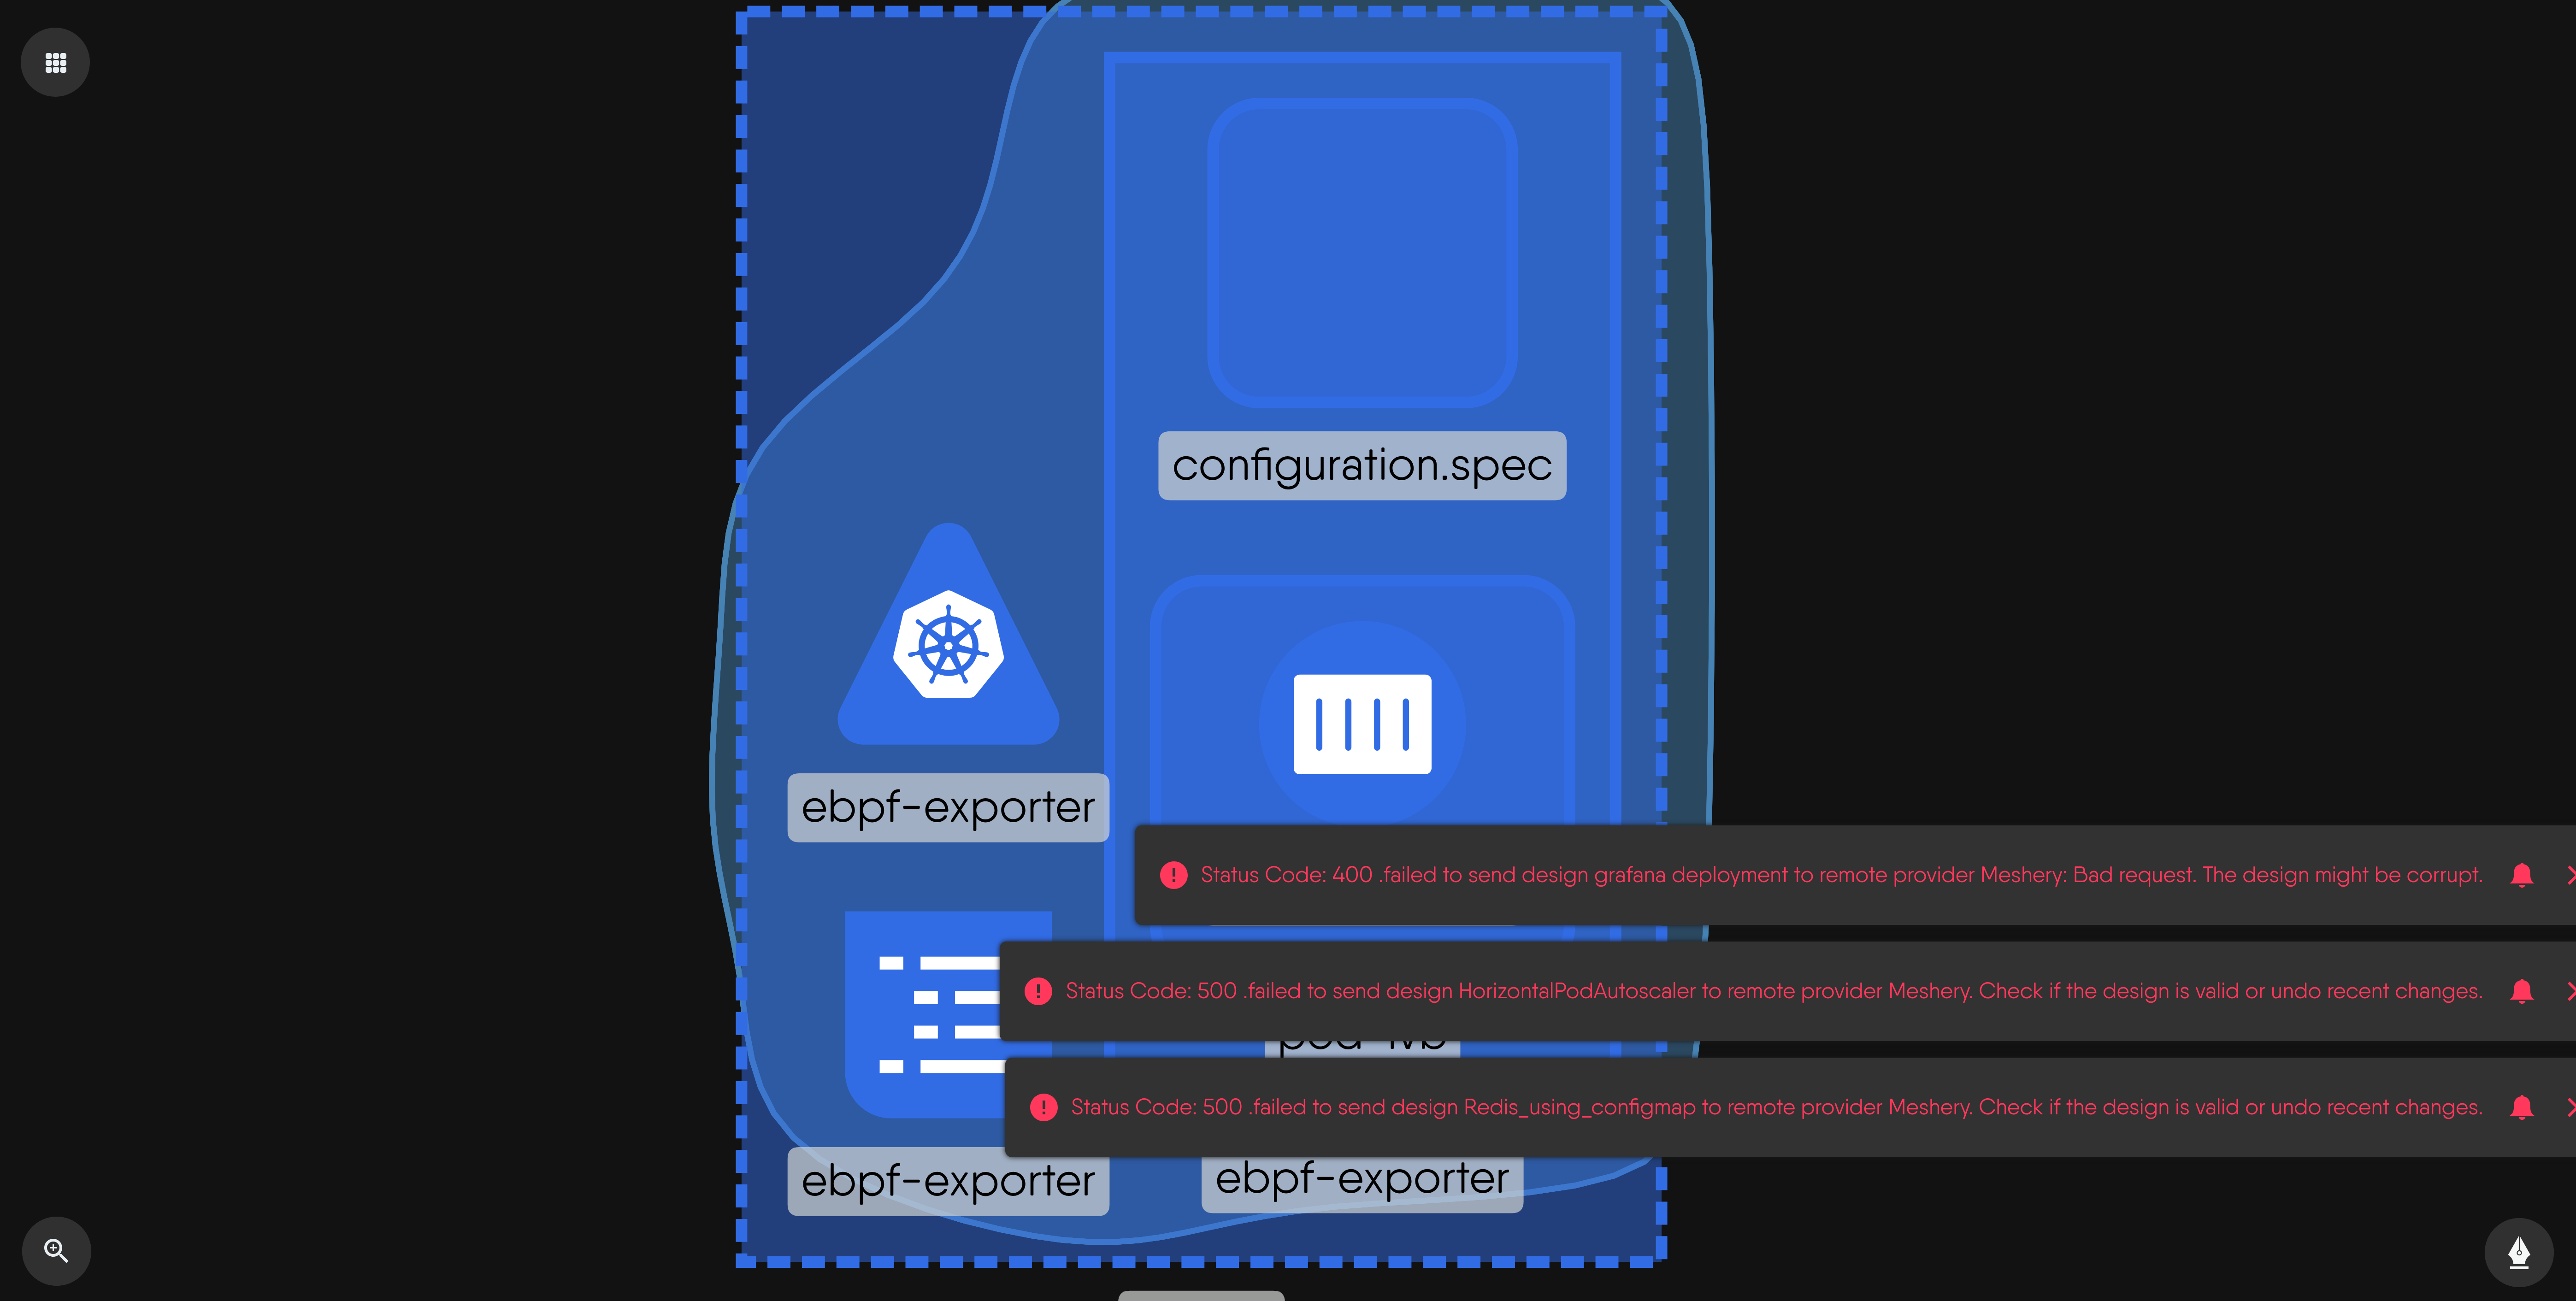 configuration.spec
ebpf-exporter
Status Code: 400 .failed to send design grafana deployment to remote provider Meshery: Bad request. The design might be corrupt.
Status Code: 500 .failed to send design HorizontalPodAutoscaler to remote provider Meshery. Check if the design is valid or undo recent changes.
Status Code: 500 .failed to send design Redis_using_configmap to remote provider Meshery. Check if the design is valid or undo recent changes.
ebpf-exporter
ebpf-exporter